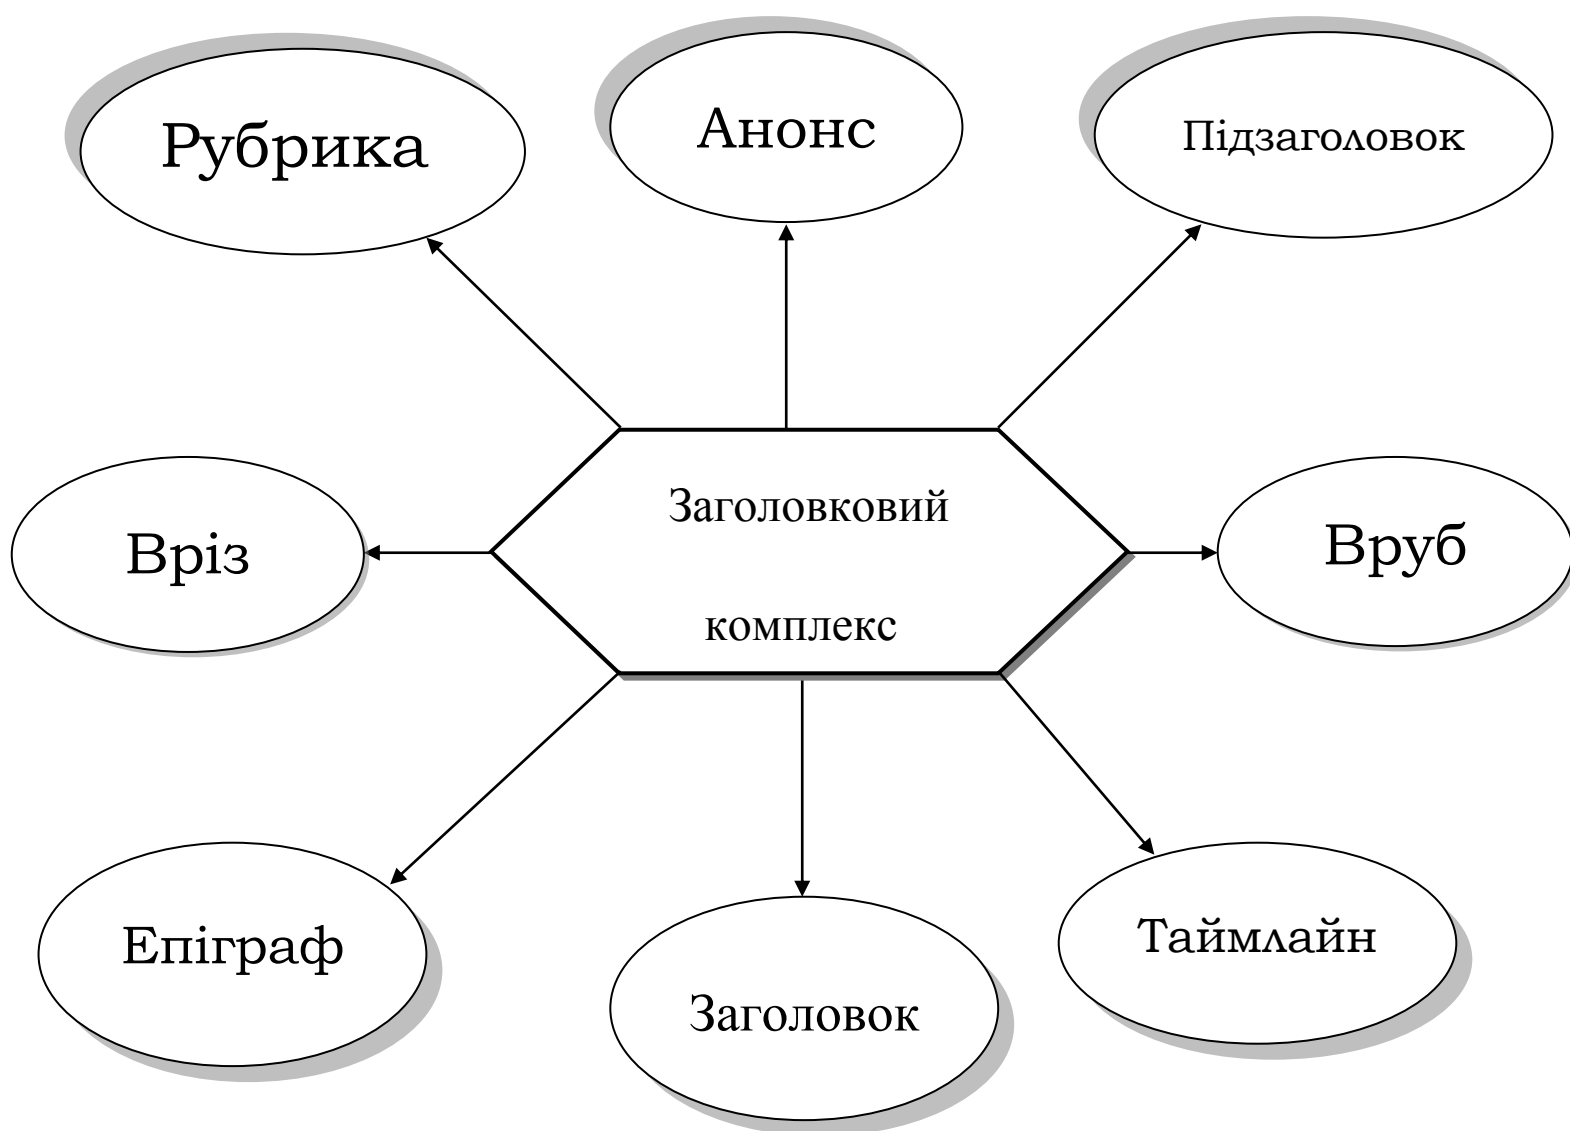 Рубрика
Анонс
Підзаголовок
Заголовковий
комплекс
Вріз
Вруб
Епіграф
Заголовок
Таймлайн